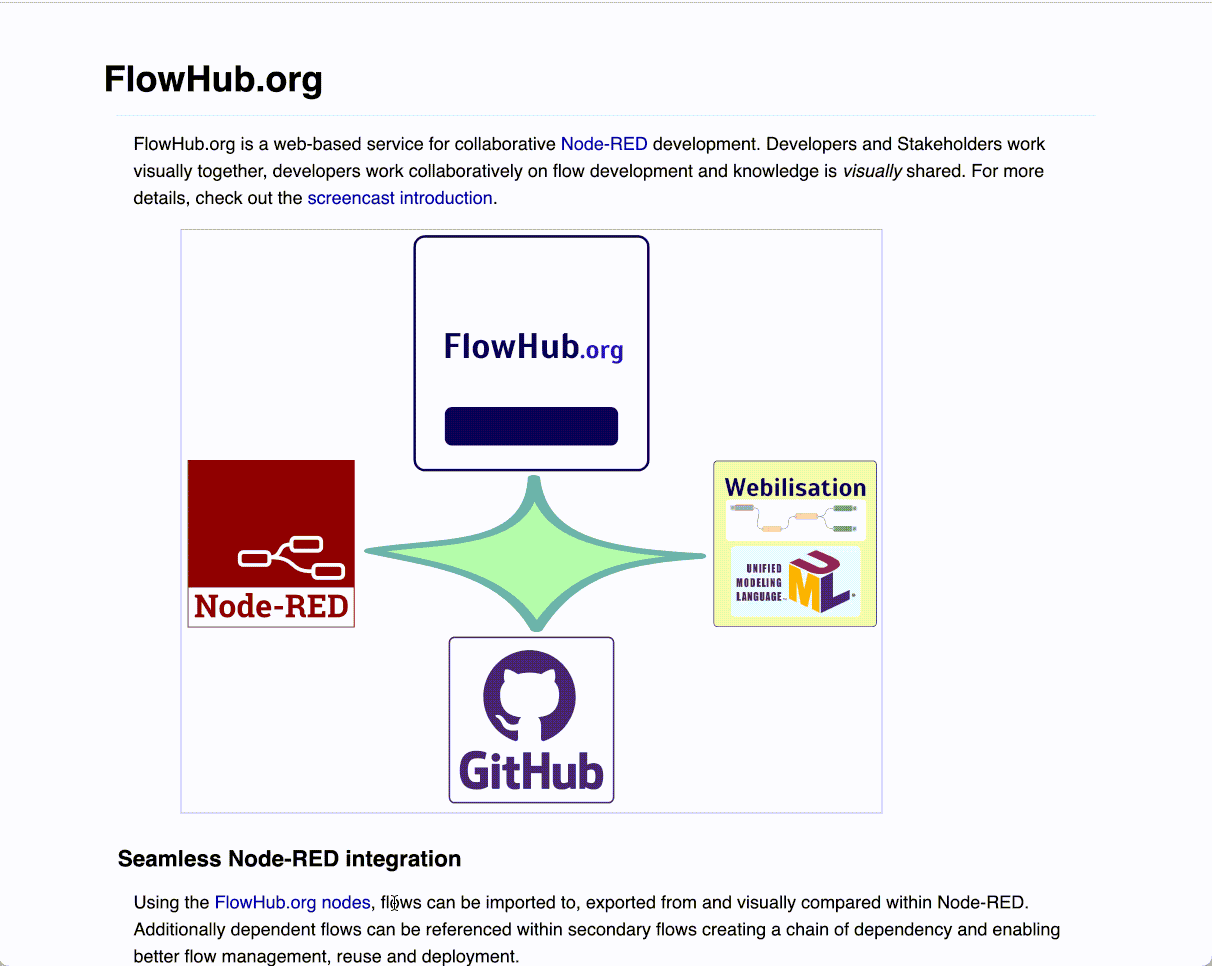 FlowHub.org
FlowHub.org is a web-based service for collaborative Node-RED development. Developers and Stakeholders work
visually together, developers work collaboratively on flow development and knowledge is visually shared. For more
details, check out the screencast introduction.
FlowHub.org
Node-RED
Webilisation
UNIFIED
MODELING
LANGUAGE
UML
GitHub
Seamless Node-RED integration
Using the FlowHub.org nodes, flows can be imported to, exported from and visually compared within Node-RED.
Additionally dependent flows can be referenced within secondary flows creating a chain of dependency and enabling
better flow management, reuse and deployment.